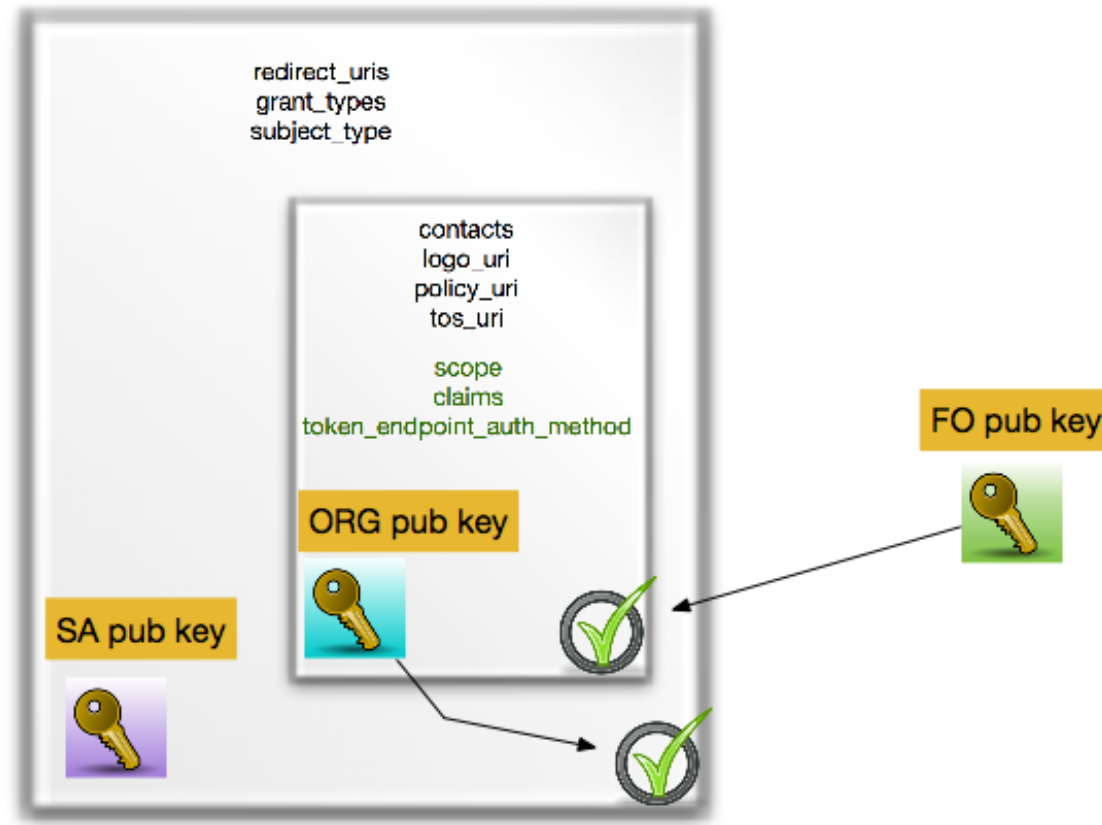 redirect_uris
grant_types
subject_type
contacts
logo_uri
policy_uri
tos_uri
scope
claims
token_endpoint_auth_method
FO pub key
ORG pub key
SA pub key